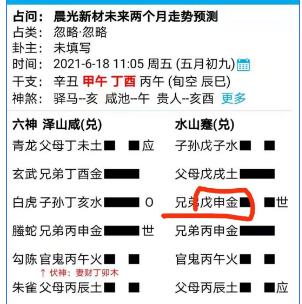 占问：晨光新材未来两个月走势预测
占类：忽略·忽略
卦主：未填写
时间：2021-6-18 11:05 周五 (五月初九)
干支：辛丑 甲午 丁酉 丙午 (旬空 辰巳)
神煞：驿马--亥 咸池--午 贵人--亥酉 更多
六神 泽山咸(兑) 水山蹇(兑)
青龙 父母丁未土 应 子孙戊子水
玄武 兄弟丁酉金 父母戊戌土
白虎 子孙丁亥水 O 兄弟戊申金 世
螣蛇 兄弟丙申金 世 兄弟丙申金
勾陈 官鬼丙午火 官鬼丙午火
↑伏神：妻财丁卯木
朱雀 父母丙辰土 父母丙辰土 应